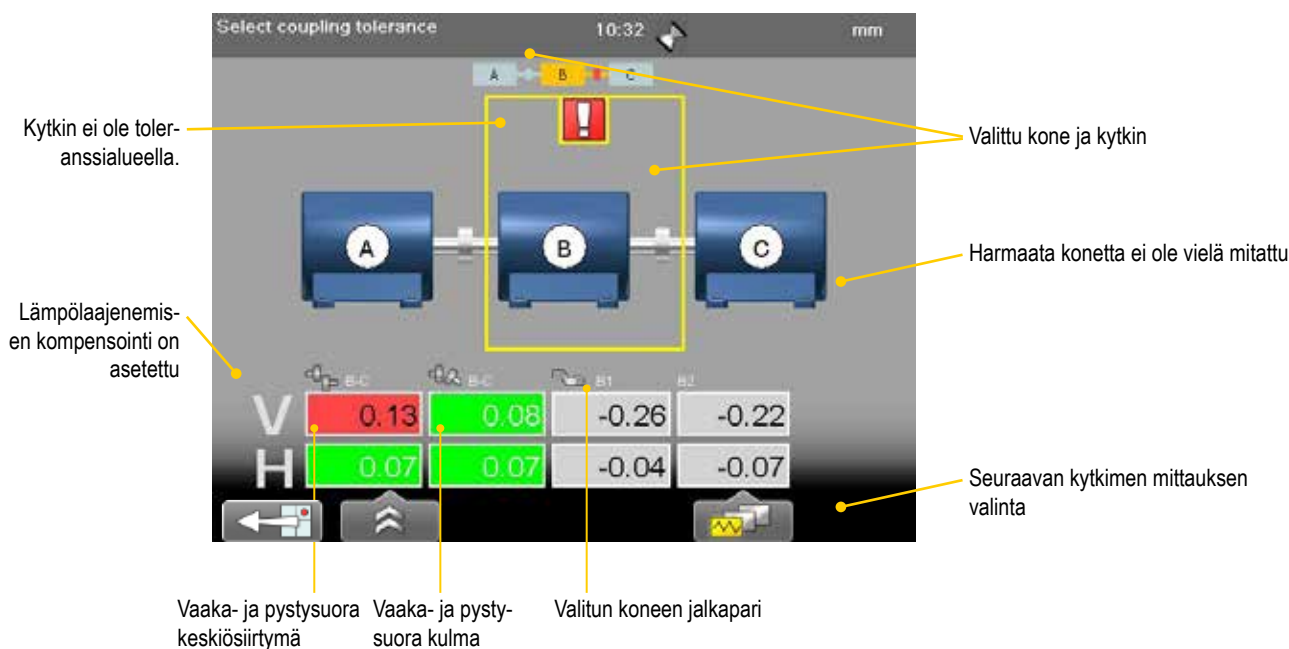 Select coupling tolerance 10:32 mm
A B C
Kytkin ei ole toler-
anssialueella.
Valittu kone ja kytkin
A B C
Harmaata konetta ei ole vielä mitattu
Lämpölaajenemis-
en kompensointi on
asetettu
B-C B-C B1 B2
V 0.13 0.08 -0.26 -0.22
H 0.07 0.07 -0.04 -0.07
Seuraavan kytkimen mittauksen
valinta
Vaaka- ja pystysuora
keskiösiirtymä
Vaaka- ja pysty-
suora kulma
Valitun koneen jalkapari